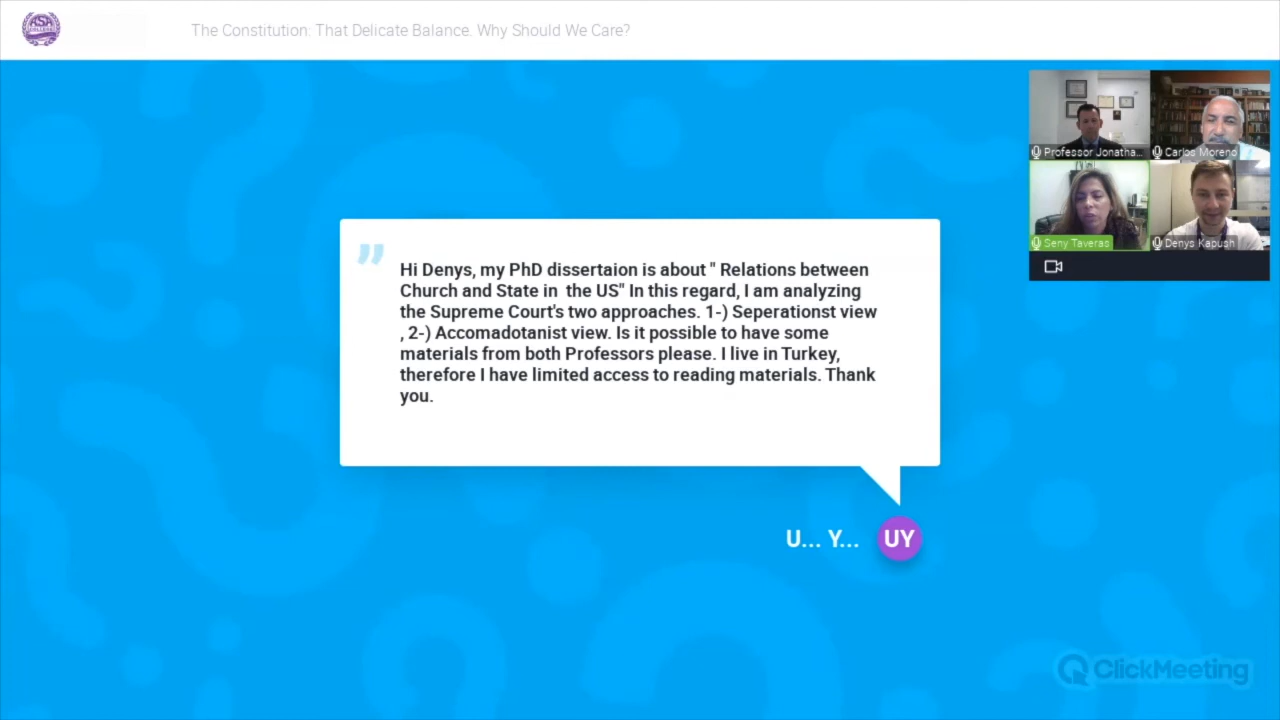 ASA
The Constitution: That Delicate Balance. Why Should We Care?
Professor Jonatha...
Carlos Moreno
Seny Taveras
Denys Kapush
”
Hi Denys, my PhD dissertaion is about " Relations between
Church and State in  the US" In this regard, I am analyzing
the Supreme Court's two approaches. 1-) Seperationst view
, 2-) Accomadotanist view. Is it possible to have some
materials from both Professors please. I live in Turkey,
therefore I have limited access to reading materials. Thank
you.
U... Y...
UY
ClickMeeting